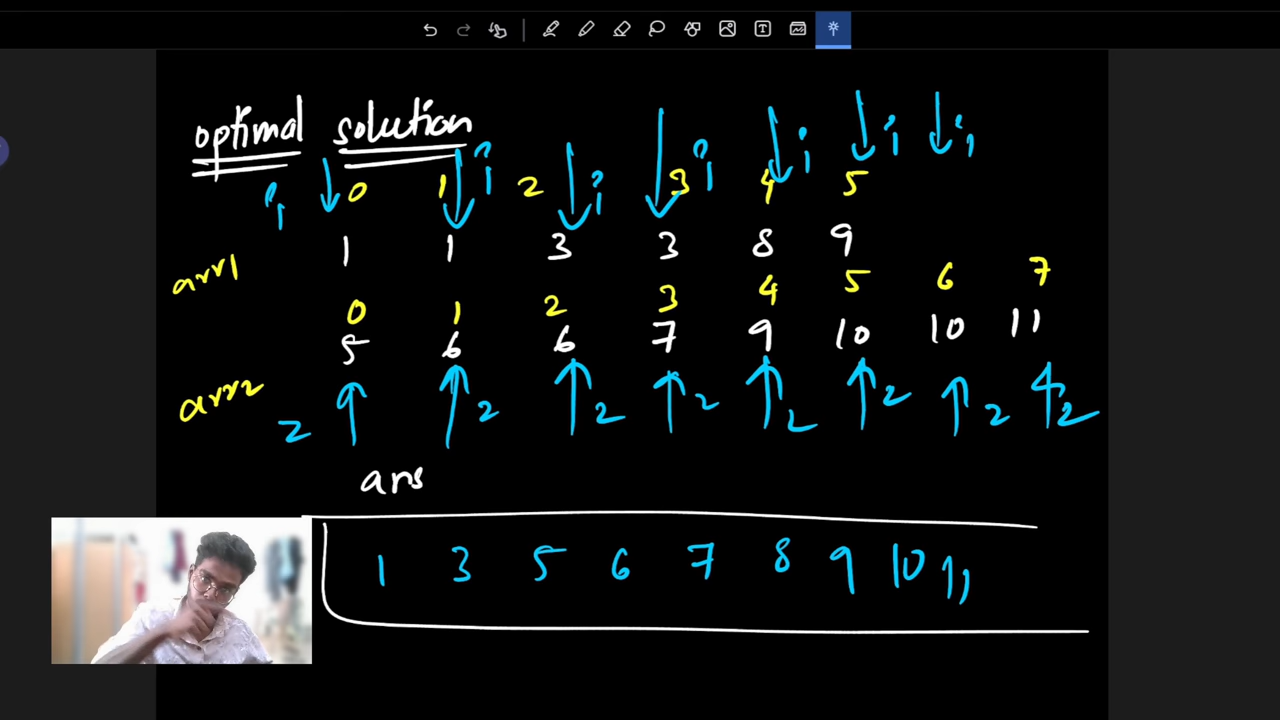 optimal solution
i i i i i i i
0 1 2 3 4 5
1 1 3 3 8 9
arr1
0 1 2 3 4 5 6 7
5 6 6 7 9 10 10 11
arr2
2 2 2 2 2 2 2 2
ans
1 3 5 6 7 8 9 10 11